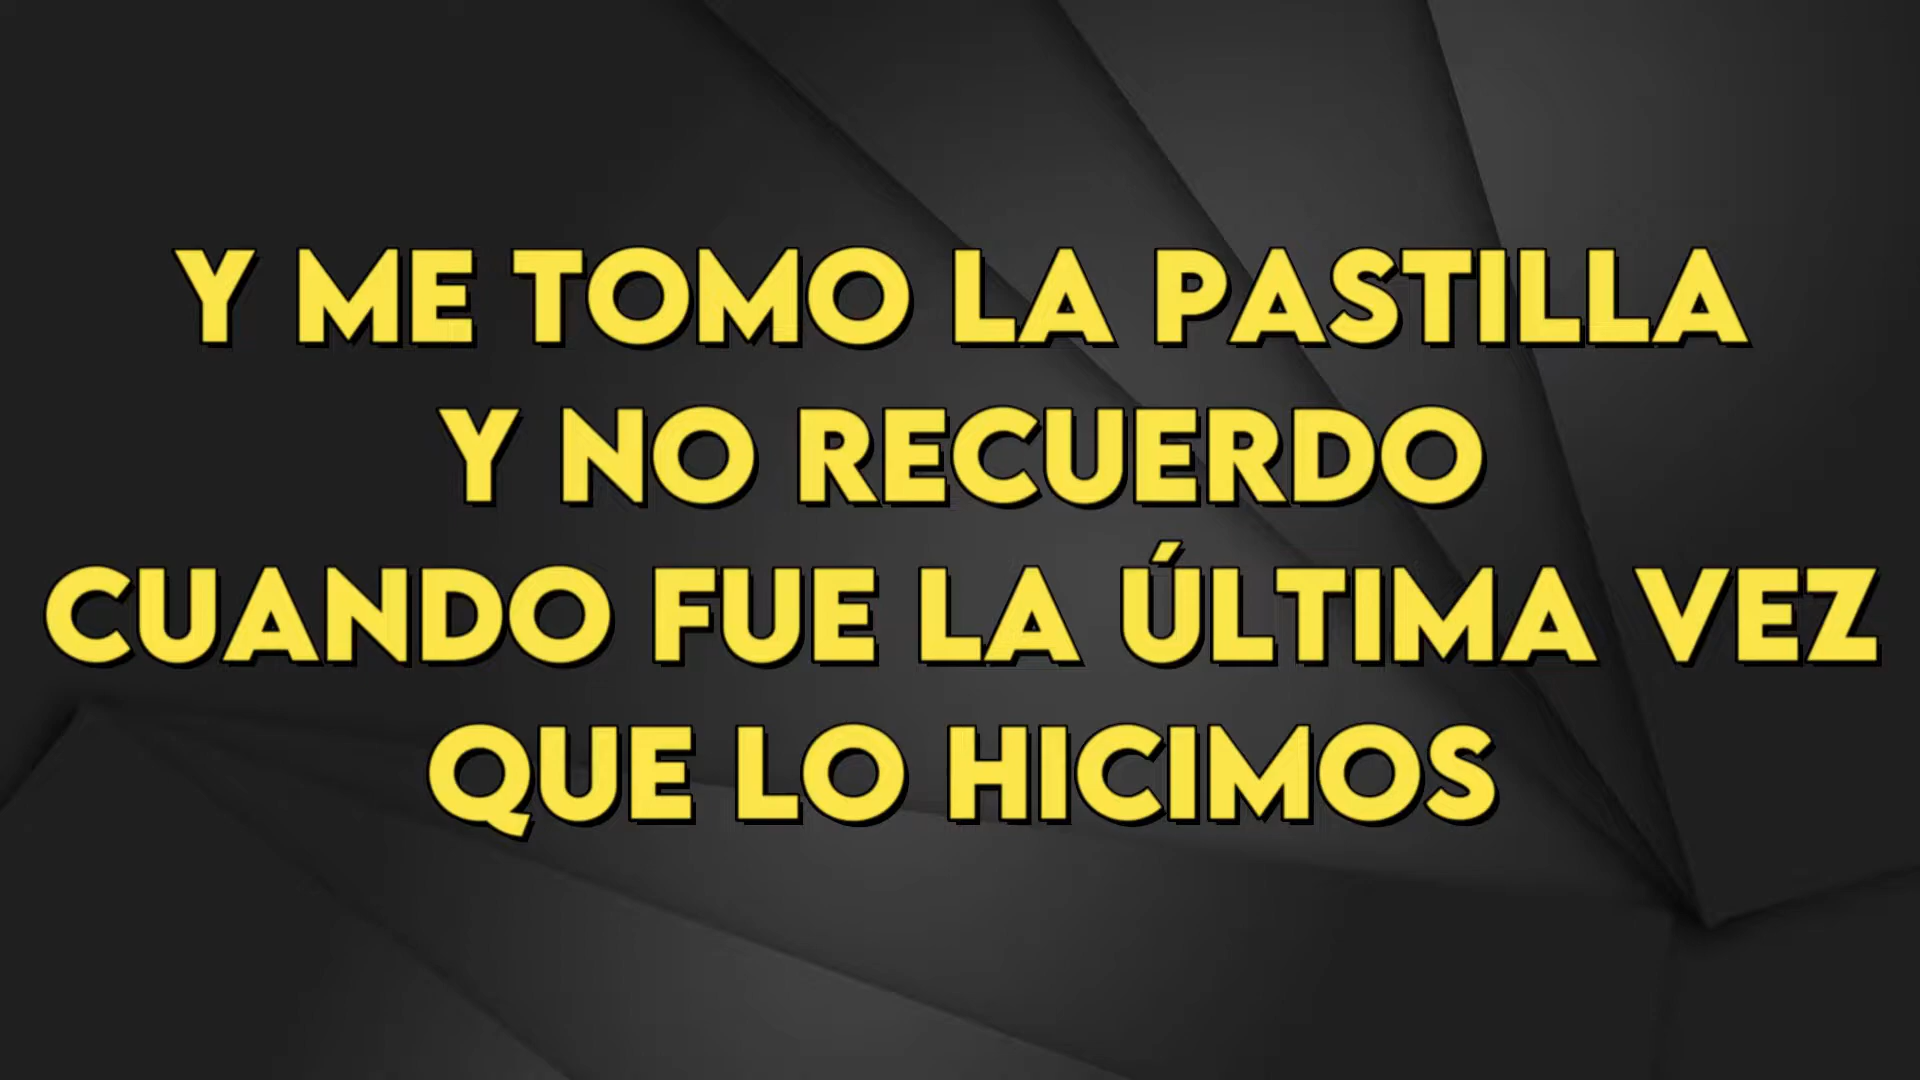 Y ME TOMO LA PASTILLA
Y NO RECUERDO
CUANDO FUE LA ÚLTIMA VEZ
QUE LO HICIMOS